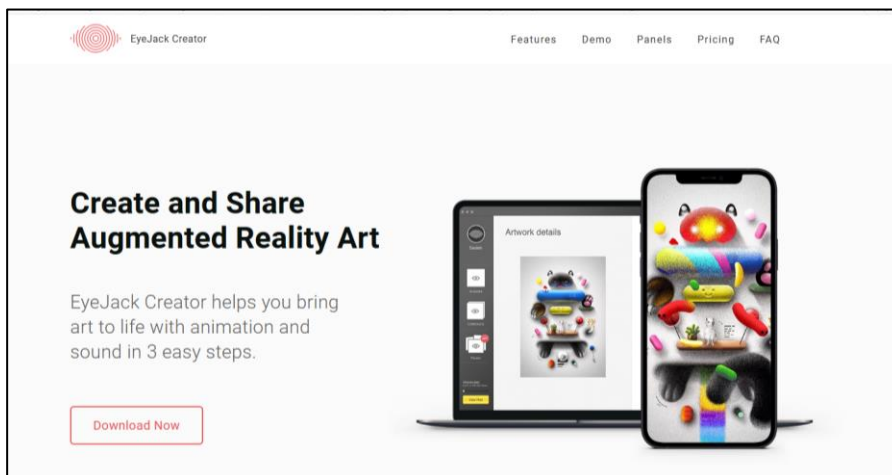 EyeJack Creator
Features Demo Panels Pricing FAQ
Create and Share
Augmented Reality Art
EyeJack Creator helps you bring
art to life with animation and
sound in 3 easy steps.
Download Now
Artwork details